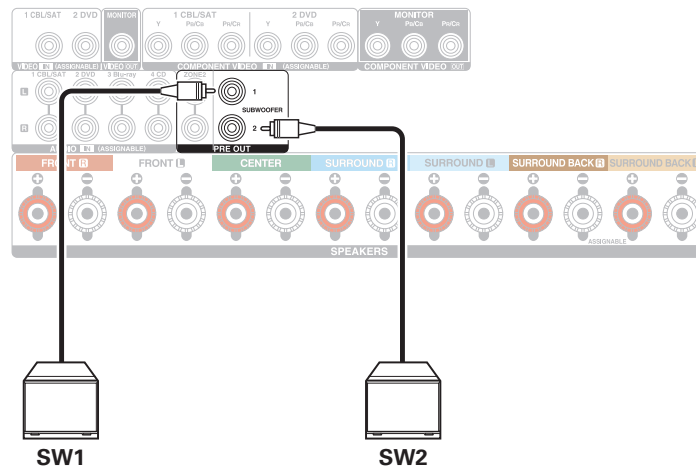 1 CBL/SAT 2 DVD MONITOR 1 CBL/SAT 2 DVD MONITOR
Y PB/CB PR/CR Y PB/CB PR/CR Y PB/CB PR/CR
VIDEO IN (ASSIGNABLE) VIDEO OUT COMPONENT VIDEO IN (ASSIGNABLE) COMPONENT VIDEO OUT
1 CBL/SAT 2 DVD 3 Blu-ray 4 CD ZONE2
L 1
SUBWOOFER
R 2
AUDIO IN (ASSIGNABLE) PRE OUT
FRONT R FRONT L CENTER SURROUND R SURROUND L SURROUND BACK R SURROUND BACK
ASSIGNABLE
SPEAKERS
SW1 SW2